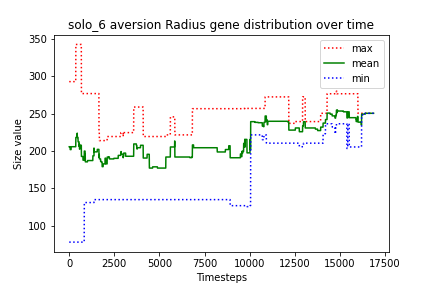 solo_6 aversion Radius gene distribution over time
350
300
250
200
150
100
Size value
max
mean
min
0
2500
5000
7500
10000
12500
15000
17500
Timesteps